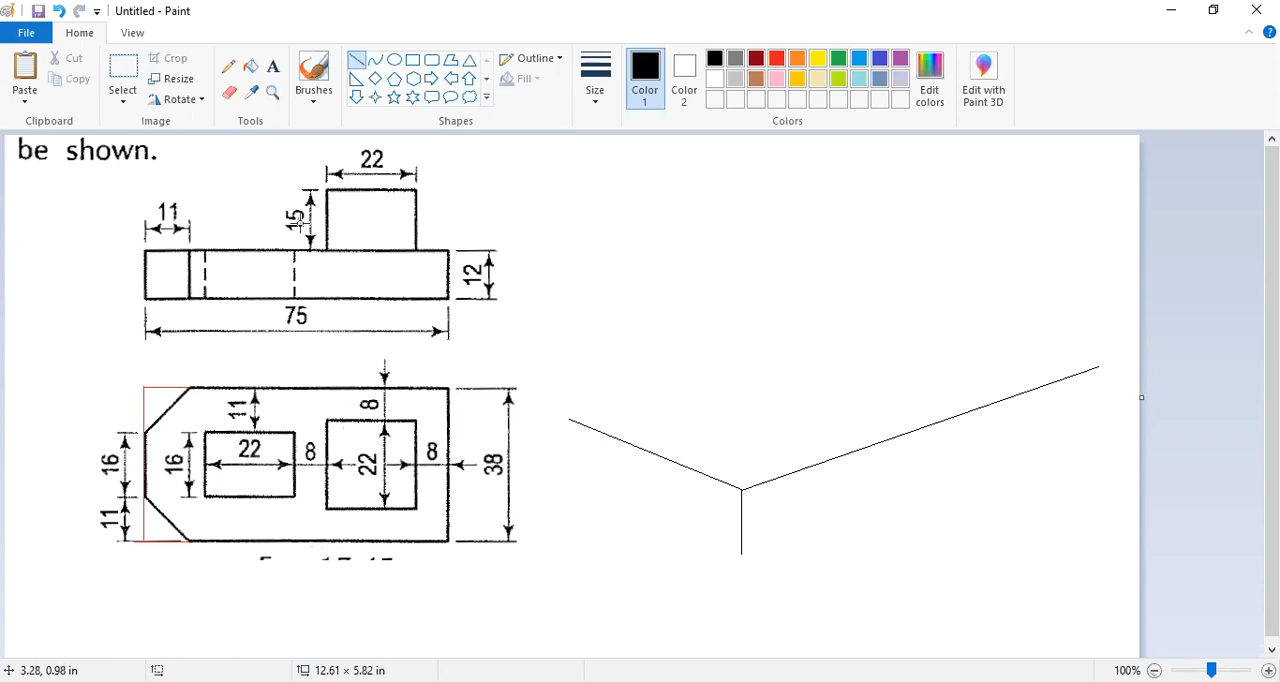 Untitled - Paint
File
Home
View
Paste
Cut
Copy
Clipboard
Select
Crop
Resize
Rotate
Image
A
Tools
Brushes
Shapes
Outline
Fill
Size
Color 1
Color 2
Colors
Edit colors
Edit with Paint 3D
be shown.
22
11
15
12
75
11
8
16
16
22
8
22
8
38
11
3.28, 0.98 in
12.61 × 5.82 in
100%